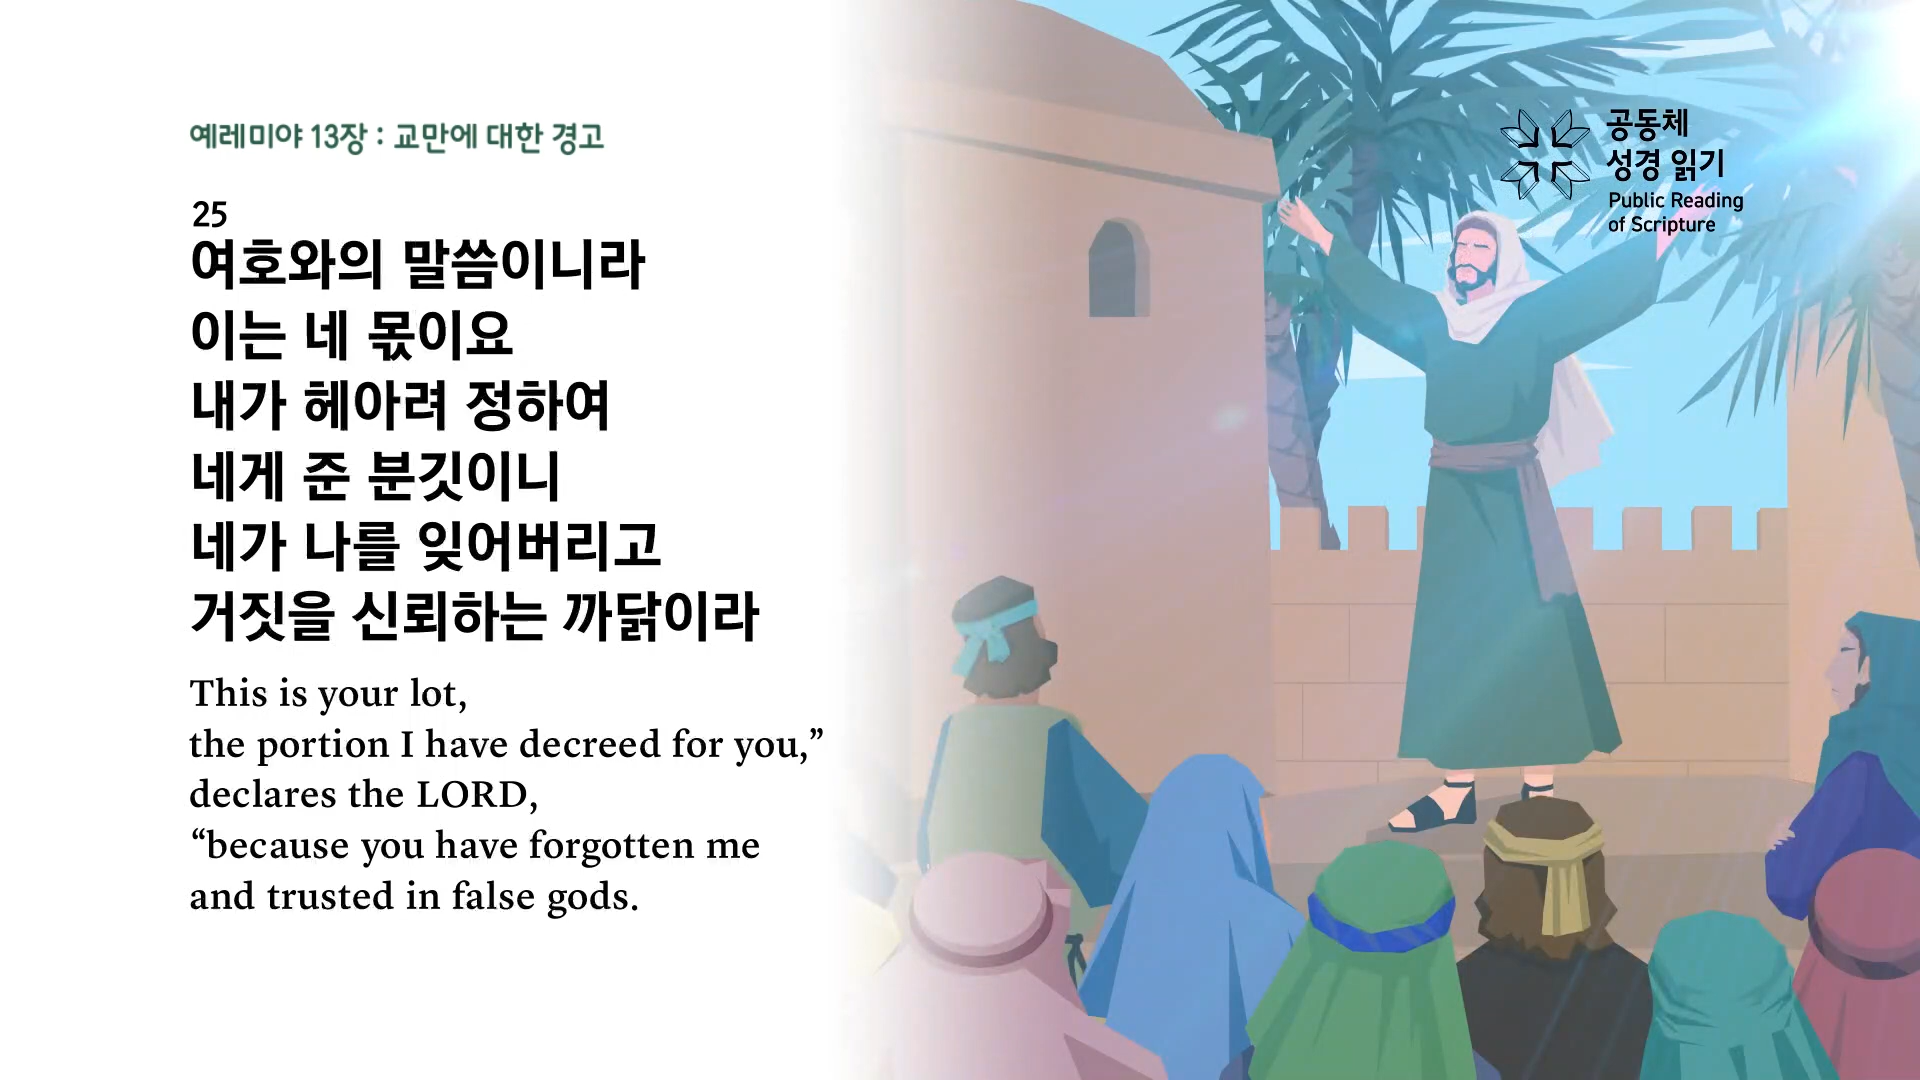 예레미야 13장 : 교만에 대한 경고
25
여호와의 말씀이니라
이는 네 몫이요
내가 헤아려 정하여
네게 준 분깃이니
네가 나를 잊어버리고
거짓을 신뢰하는 까닭이라
This is your lot,
the portion I have decreed for you,”
declares the LORD,
“because you have forgotten me
and trusted in false gods.
공동체
성경 읽기
Public Reading
of Scripture